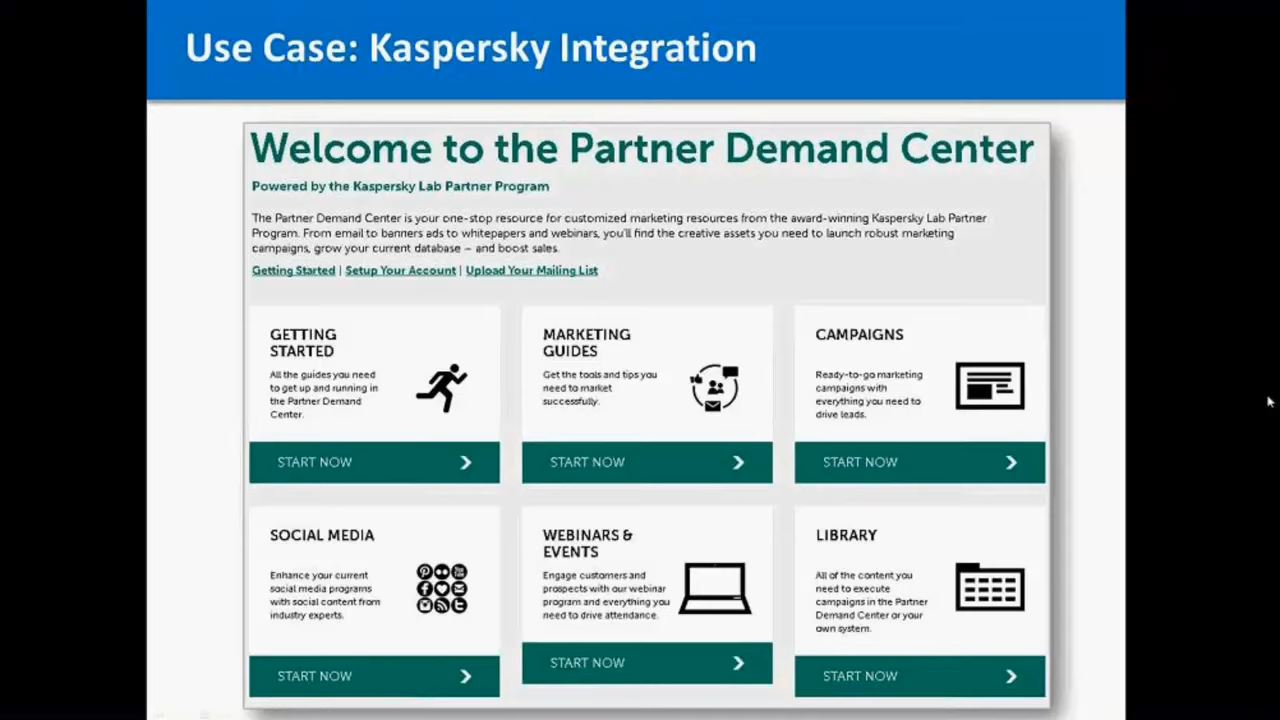 Use Case: Kaspersky Integration
Welcome to the Partner Demand Center
Powered by the Kaspersky Lab Partner Program
The Partner Demand Center is your one-stop resource for customized marketing resources from the award-winning Kaspersky Lab Partner
Program. From email to banners ads to whitepapers and webinars, you'll find the creative assets you need to launch robust marketing
campaigns, grow your current database – and boost sales.
Getting Started | Setup Your Account | Upload Your Mailing List
GETTING
STARTED
All the guides you need
to get up and running in
the Partner Demand
Center.
START NOW
MARKETING
GUIDES
Get the tools and tips you
need to market
successfully.
START NOW
CAMPAIGNS
Ready-to-go marketing
campaigns with
everything you need to
drive leads.
START NOW
SOCIAL MEDIA
Enhance your current
social media programs
with social content from
industry experts.
START NOW
WEBINARS &
EVENTS
Engage customers and
prospects with our webinar
program and everything you
need to drive attendance.
START NOW
LIBRARY
All of the content you
need to execute
campaigns in the Partner
Demand Center or your
own system.
START NOW